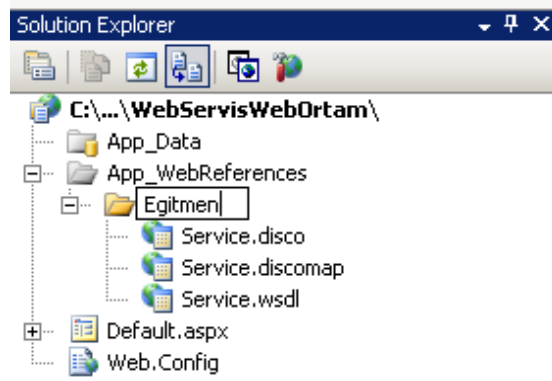 Solution Explorer
C:\...\WebServisWebOrtam\
App_Data
App_WebReferences
Egitmen
Service.disco
Service.discomap
Service.wsdl
Default.aspx
Web.Config